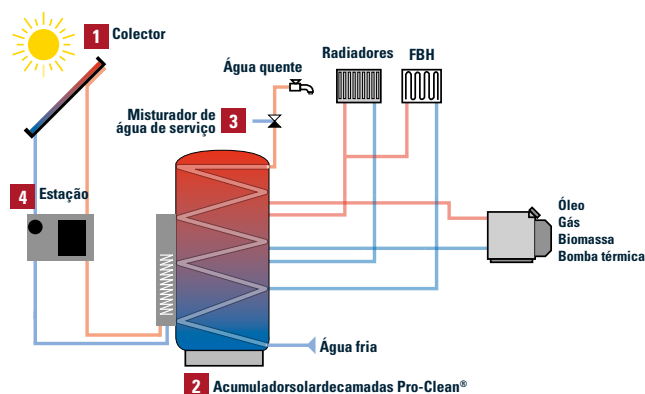 1 Colector
Água quente
Radiadores
FBH
Misturador de
água de serviço
3
4 Estação
Óleo
Gás
Biomassa
Bomba térmica
Água fria
2 Acumuladorsolardecamadas Pro-Clean®